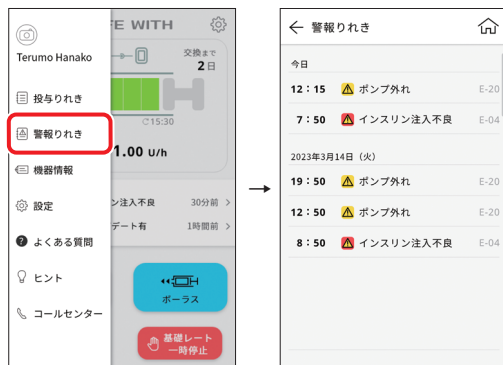 FE WITH
Terumo Hanako
交換まで
2日
投与りれき
15:30
警報りれき
1.00 U/h
機器情報
ン注入不良 30分前
設定
デート有 1時間前
よくある質問
ヒント
ボーラス
コールセンター
基礎レート
一時停止
警報りれき
今日
12:15 ポンプ外れ E-20
7:50 インスリン注入不良 E-04
2023年3月14日（火）
19:50 ポンプ外れ E-20
12:50 ポンプ外れ E-20
8:50 インスリン注入不良 E-04